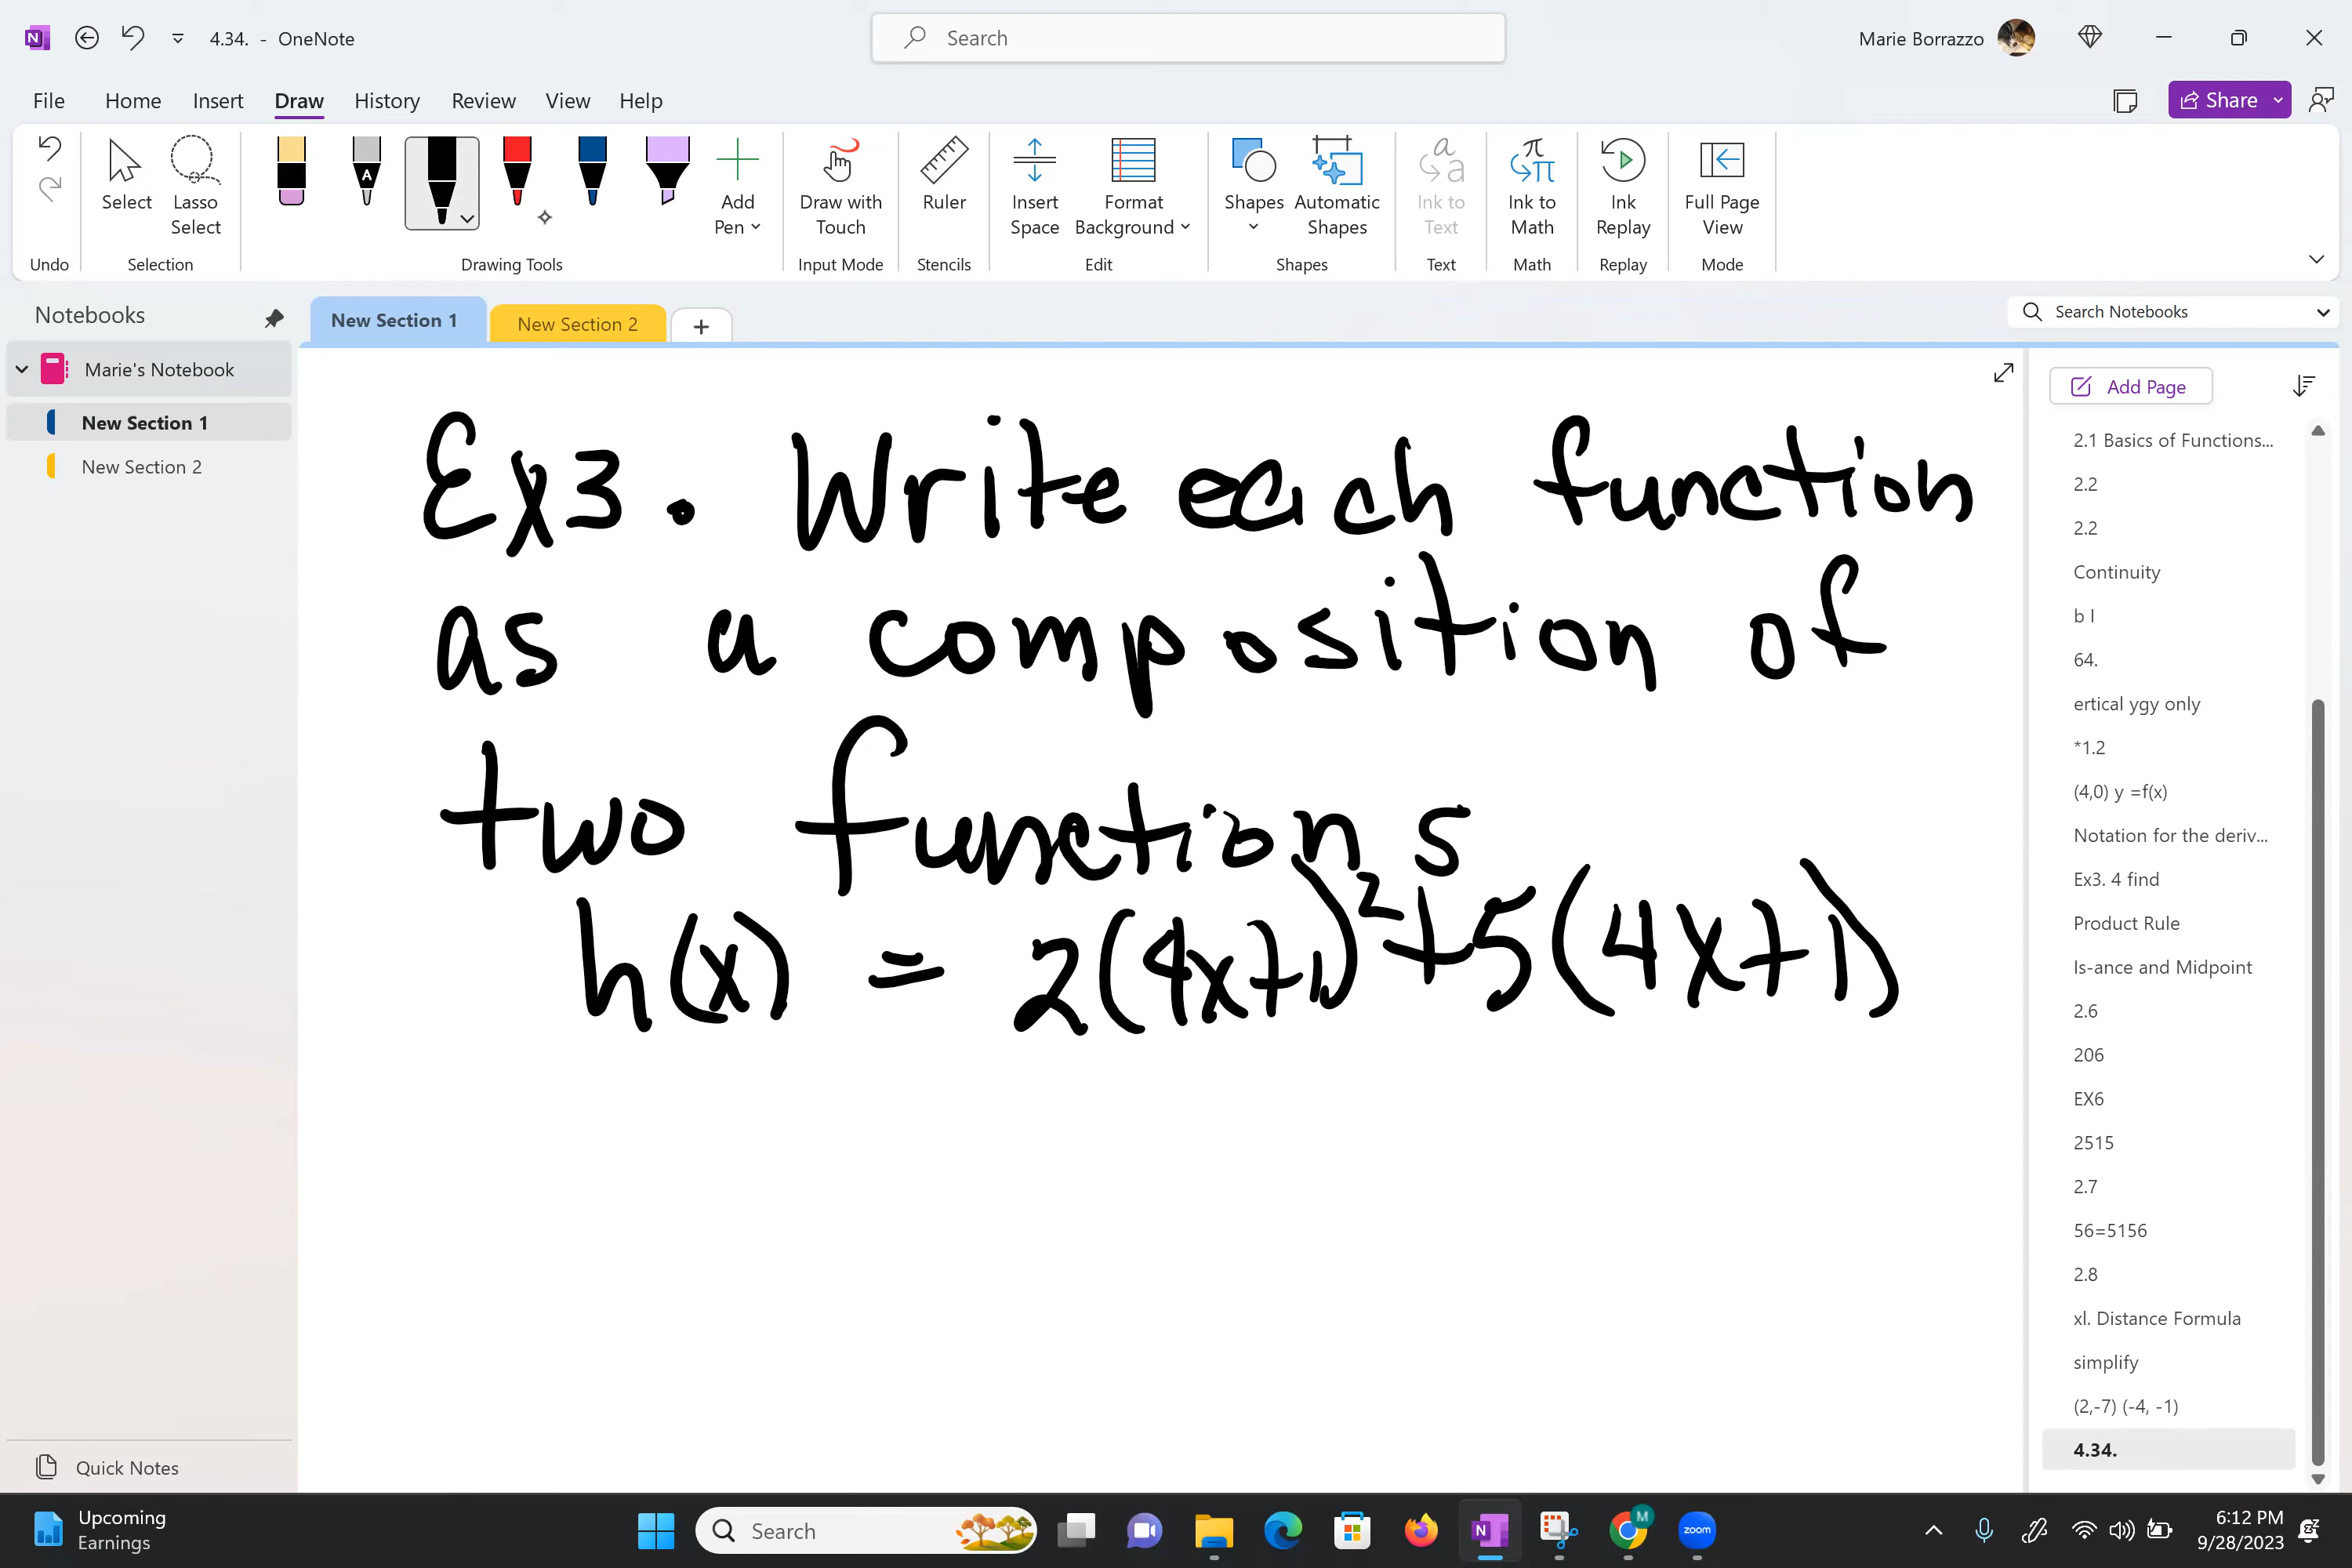 4.34. - OneNote
Search
Marie Borrazzo
File Home Insert Draw History Review View Help
Share
Select
Lasso Select
A
Add Pen
Draw with Touch
Ruler
Insert Space
Format Background
Shapes
Automatic Shapes
Ink to Text
Ink to Math
Ink Replay
Full Page View
Undo Selection Drawing Tools Input Mode Stencils Edit Shapes Text Math Replay Mode
Notebooks
New Section 1
New Section 2
+
Search Notebooks
Marie's Notebook
New Section 1
New Section 2
Quick Notes
Ex3. Write each function
as a composition of
two functions
h(x) = 2(4x+1)²+5(4x+1)
Add Page
2.1 Basics of Functions...
2.2
2.2
Continuity
b I
64.
ertical ygy only
*1.2
(4,0) y =f(x)
Notation for the deriv...
Ex3. 4 find
Product Rule
Is-ance and Midpoint
2.6
206
EX6
2515
2.7
56=5156
2.8
xl. Distance Formula
simplify
(2,-7) (-4, -1)
4.34.
Upcoming
Earnings
Search
N
M
zoom
6:12 PM
9/28/2023